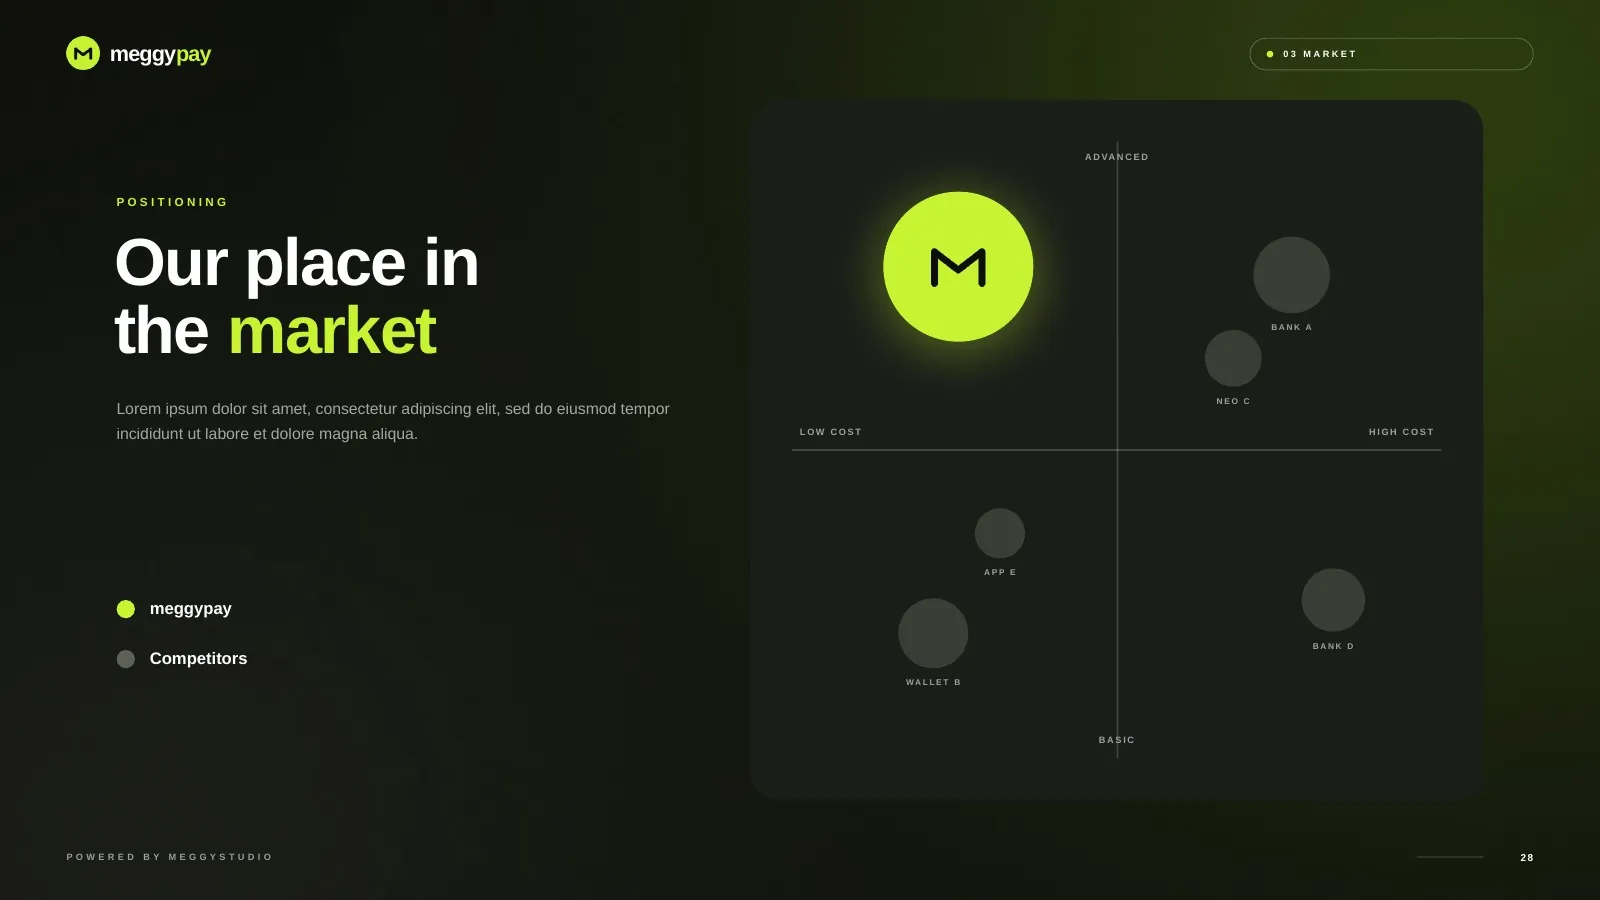 meggypay
03 MARKET
POSITIONING
Our place in
the market
Lorem ipsum dolor sit amet, consectetur adipiscing elit, sed do eiusmod tempor
incididunt ut labore et dolore magna aliqua.
meggypay
Competitors
ADVANCED
BANK A
NEO C
LOW COST
HIGH COST
APP E
BANK D
WALLET B
BASIC
POWERED BY MEGGYSTUDIO
28